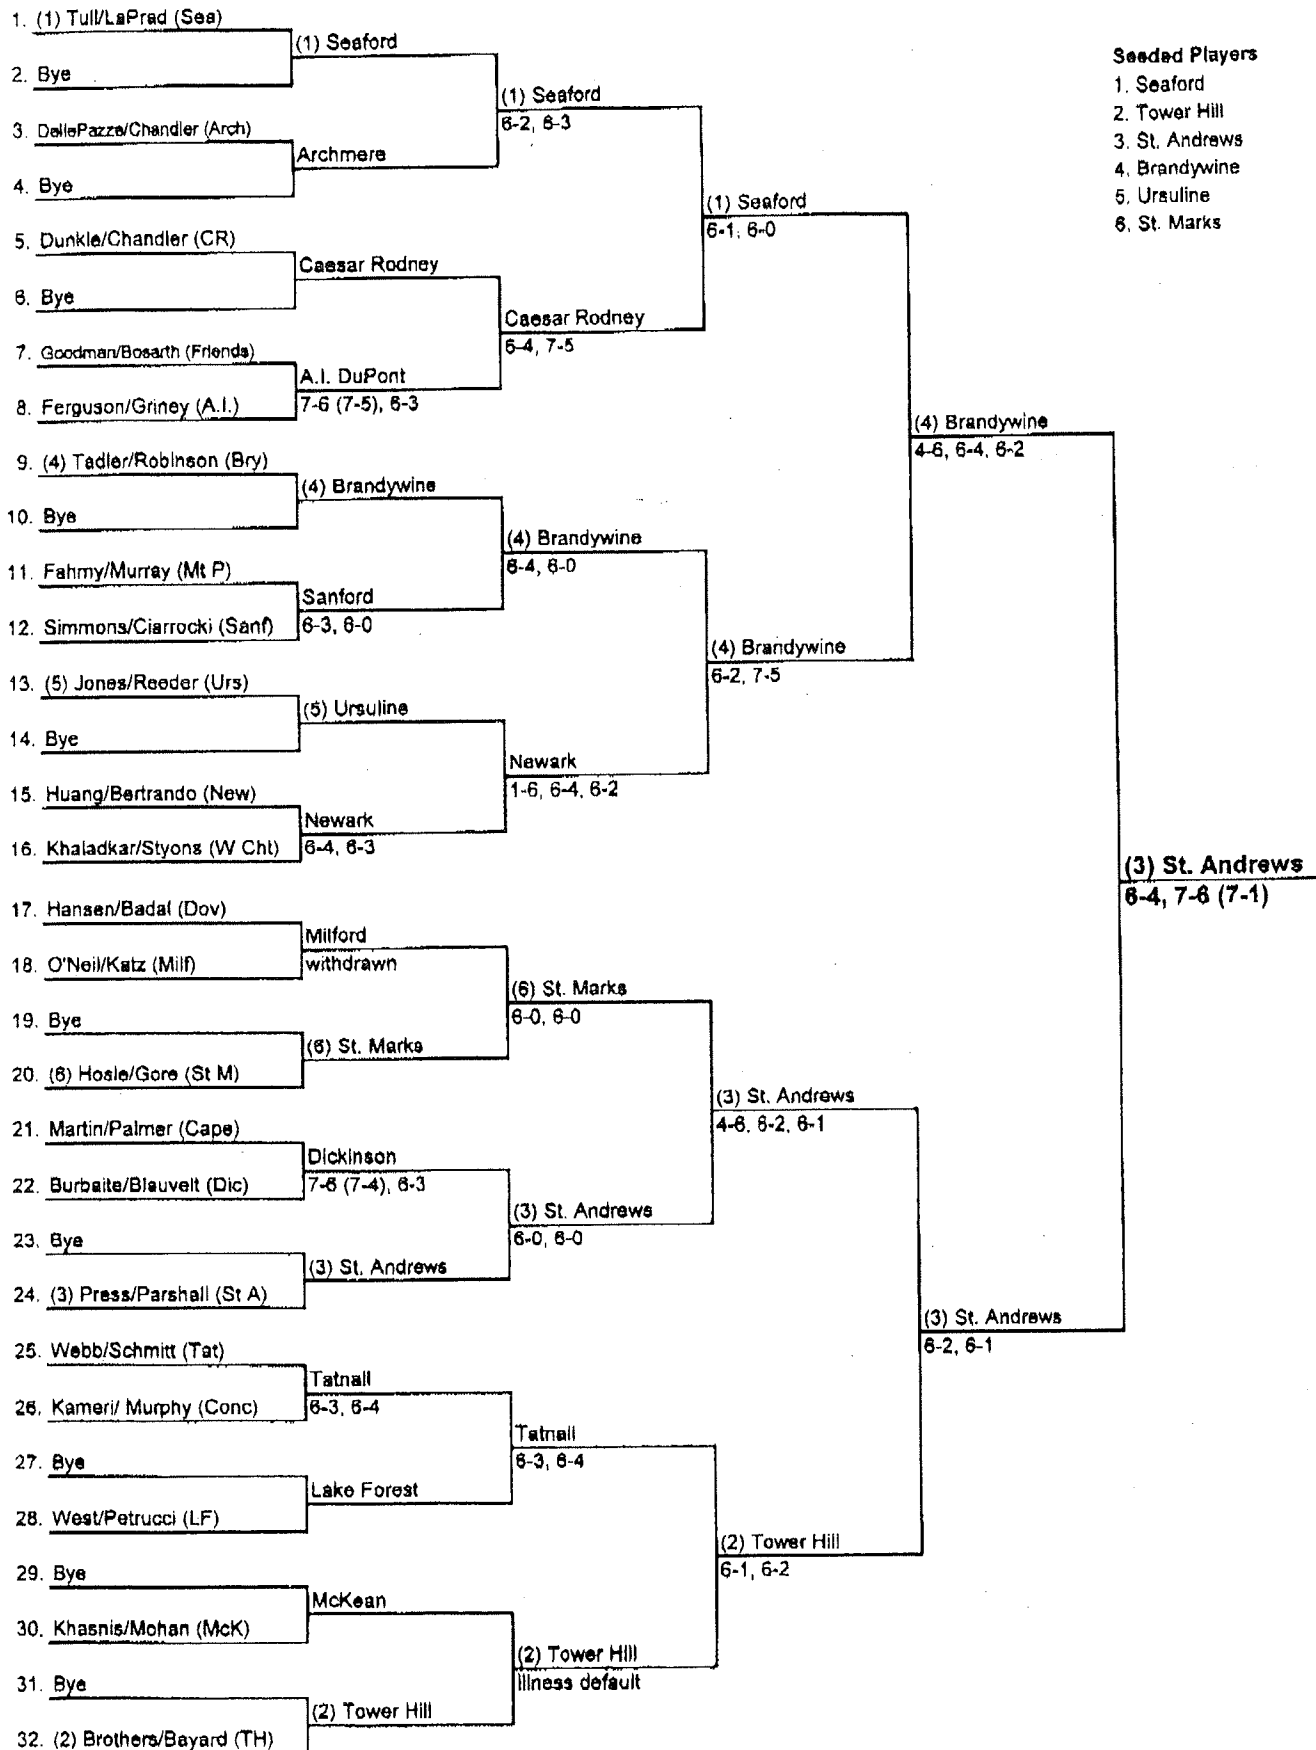 1. (1) Tull/LaPrad (Sea)
2. Bye
3. DellePazze/Chandler (Arch)
4. Bye
5. Dunkle/Chandler (CR)
6. Bye
7. Goodman/Bosarth (Friends)
8. Ferguson/Griney (A.I.)
9. (4) Tadler/Robinson (Bry)
10. Bye
11. Fahmy/Murray (Mt P)
12. Simmons/Ciarrocki (Sanf)
13. (5) Jones/Reeder (Urs)
14. Bye
15. Huang/Bertrando (New)
16. Khaladkar/Styons (W Cht)
17. Hansen/Badal (Dov)
18. O'Neil/Katz (Milf)
19. Bye
20. (6) Hosle/Gore (St M)
21. Martin/Palmer (Cape)
22. Burbaite/Blauvelt (Dic)
23. Bye
24. (3) Press/Parshall (St A)
25. Webb/Schmitt (Tat)
26. Kameri/ Murphy (Conc)
27. Bye
28. West/Petrucci (LF)
29. Bye
30. Khasnis/Mohan (McK)
31. Bye
32. (2) Brothers/Bayard (TH)
(1) Seaford
Archmere
Caesar Rodney
A.I. DuPont
7-6 (7-5), 6-3
(4) Brandywine
Sanford
6-3, 6-0
(5) Ursuline
Newark
6-4, 6-3
Milford
withdrawn
(6) St. Marks
Dickinson
7-6 (7-4), 6-3
(3) St. Andrews
Tatnall
6-3, 6-4
Lake Forest
McKean
(2) Tower Hill
(1) Seaford
6-2, 6-3
Caesar Rodney
6-4, 7-5
(4) Brandywine
6-4, 6-0
Newark
1-6, 6-4, 6-2
(6) St. Marks
6-0, 6-0
(3) St. Andrews
6-0, 6-0
Tatnall
6-3, 6-4
(2) Tower Hill
Illness default
(1) Seaford
6-1, 6-0
(4) Brandywine
6-2, 7-5
(3) St. Andrews
4-6, 6-2, 6-1
(2) Tower Hill
6-1, 6-2
(4) Brandywine
4-6, 6-4, 6-2
(3) St. Andrews
6-2, 6-1
(3) St. Andrews
6-4, 7-6 (7-1)
Seeded Players
1. Seaford
2. Tower Hill
3. St. Andrews
4. Brandywine
5. Ursuline
6. St. Marks